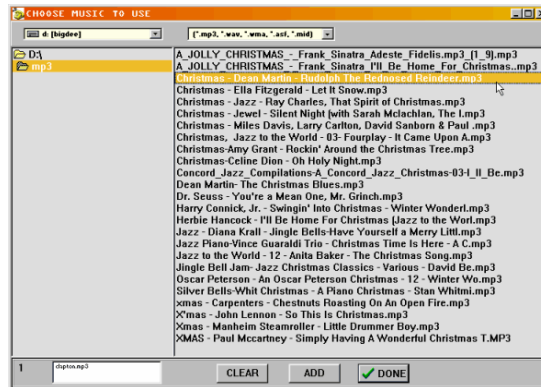 CHOOSE MUSIC TO USE
d: [bigdee]
(*.mp3, *.wav, *.wma, *.asf, *.mid)
D:\
mp3
A_JOLLY_CHRISTMAS_-_Frank_Sinatra_Adeste_Fidelis.mp3_[1_9].mp3
A_JOLLY_CHRISTMAS_-_Frank_Sinatra_I'll_Be_Home_For_Christmas..mp3
Christmas - Dean Martin - Rudolph The Rednosed Reindeer.mp3
Christmas - Ella Fitzgerald - Let It Snow.mp3
Christmas - Jazz - Ray Charles, That Spirit of Christmas.mp3
Christmas - Jewel - Silent Night (with Sarah Mclachlan, The I.mp3
Christmas - Miles Davis, Larry Carlton, David Sanborn & Paul .mp3
Christmas, Jazz to the World - 03- Fourplay - It Came Upon A.mp3
Christmas-Amy Grant - Rockin' Around the Christmas Tree.mp3
Christmas-Celine Dion - Oh Holy Night.mp3
Concord_Jazz_Compilations-A_Concord_Jazz_Christmas-03-I_ll_Be.mp3
Dean Martin- The Christmas Blues.mp3
Dr. Seuss - You're a Mean One, Mr. Grinch.mp3
Harry Connick, Jr. - Swingin' Into Christmas - Winter Wonderl.mp3
Herbie Hancock - I'll Be Home For Christmas (Jazz to the Worl.mp3
Jazz - Diana Krall - Jingle Bells-Have Yourself a Merry Littl.mp3
Jazz Piano-Vince Guaraldi Trio - Christmas Time Is Here - A C.mp3
Jazz to the World - 12 - Anita Baker - The Christmas Song.mp3
Jingle Bell Jam- Jazz Christmas Classics - Various - David Be.mp3
Oscar Peterson - An Oscar Peterson Christmas - 12 - Winter Wo.mp3
Silver Bells-Whit Christmas - A Piano Christmas - Stan Whitmi.mp3
xmas - Carpenters - Chestnuts Roasting On An Open Fire.mp3
X'mas - John Lennon - So This Is Christmas.mp3
Xmas - Manheim Steamroller - Little Drummer Boy.mp3
XMAS - Paul Mccartney - Simply Having A Wonderful Christmas T.MP3
1
CLEAR
ADD
DONE